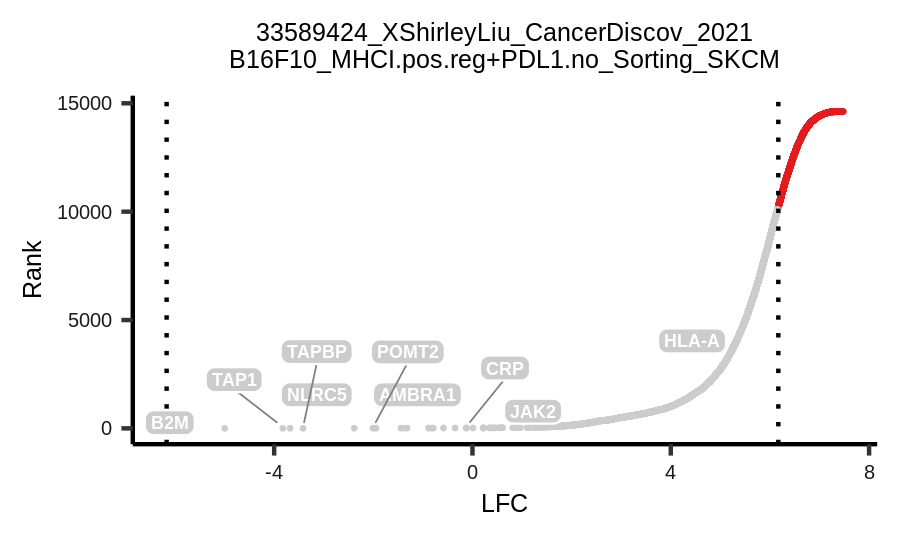 33589424_XShirleyLiu_CancerDiscov_2021
B16F10_MHCI.pos.reg+PDL1.no_Sorting_SKCM
15000
10000
5000
0
Rank
HLA-A
TAPBP
POMT2
CRP
TAP1
NLRC5
AMBRA1
JAK2
B2M
-4
0
4
8
LFC